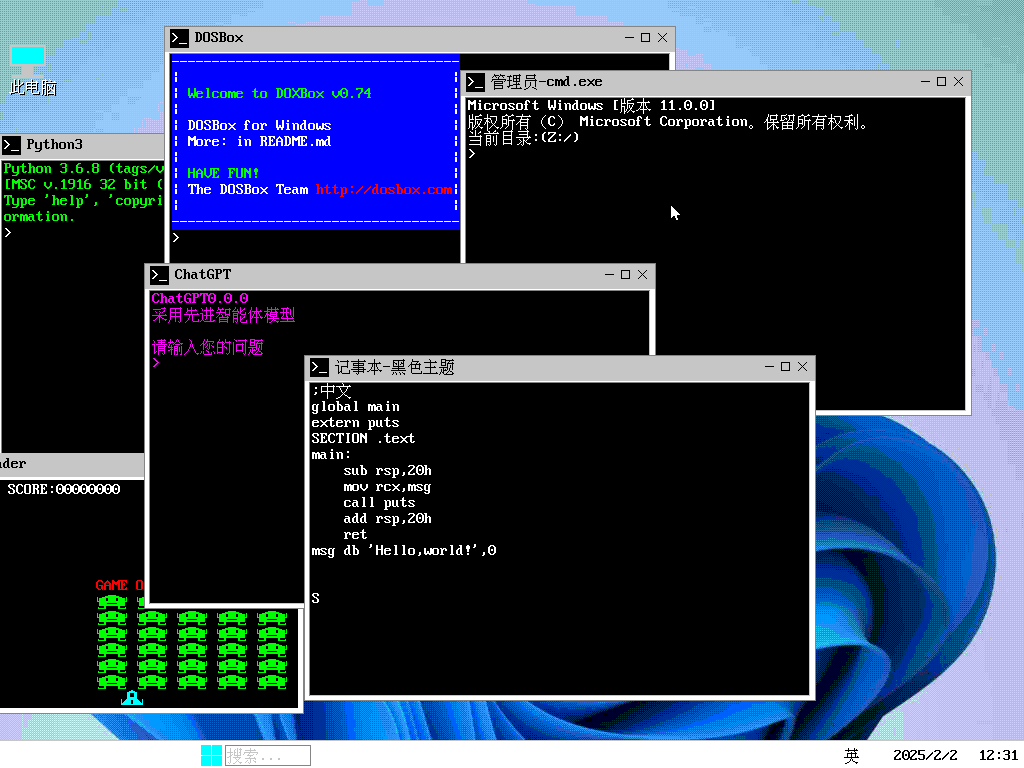 此电脑
DOSBox
Welcome to DOXBox v0.74
DOSBox for Windows
More: in README.md
HAVE FUN!
The DOSBox Team http://dosbox.com
>
管理员-cmd.exe
Microsoft Windows [版本 11.0.0]
版权所有（C） Microsoft Corporation。保留所有权利。
当前目录:(Z:/)
>
Python3
Python 3.6.8 (tags/v
[MSC v.1916 32 bit (
Type 'help', 'copyri
ormation.
>
ChatGPT
ChatGPT0.0.0
采用先进智能体模型
请输入您的问题
>
记事本-黑色主题
;中文
global main
extern puts
SECTION .text
main:
    sub rsp,20h
    mov rcx,msg
    call puts
    add rsp,20h
    ret
msg db 'Hello,world!',0
S
ader
SCORE:00000000
GAME O
搜索...
英
2025/2/2
12:31